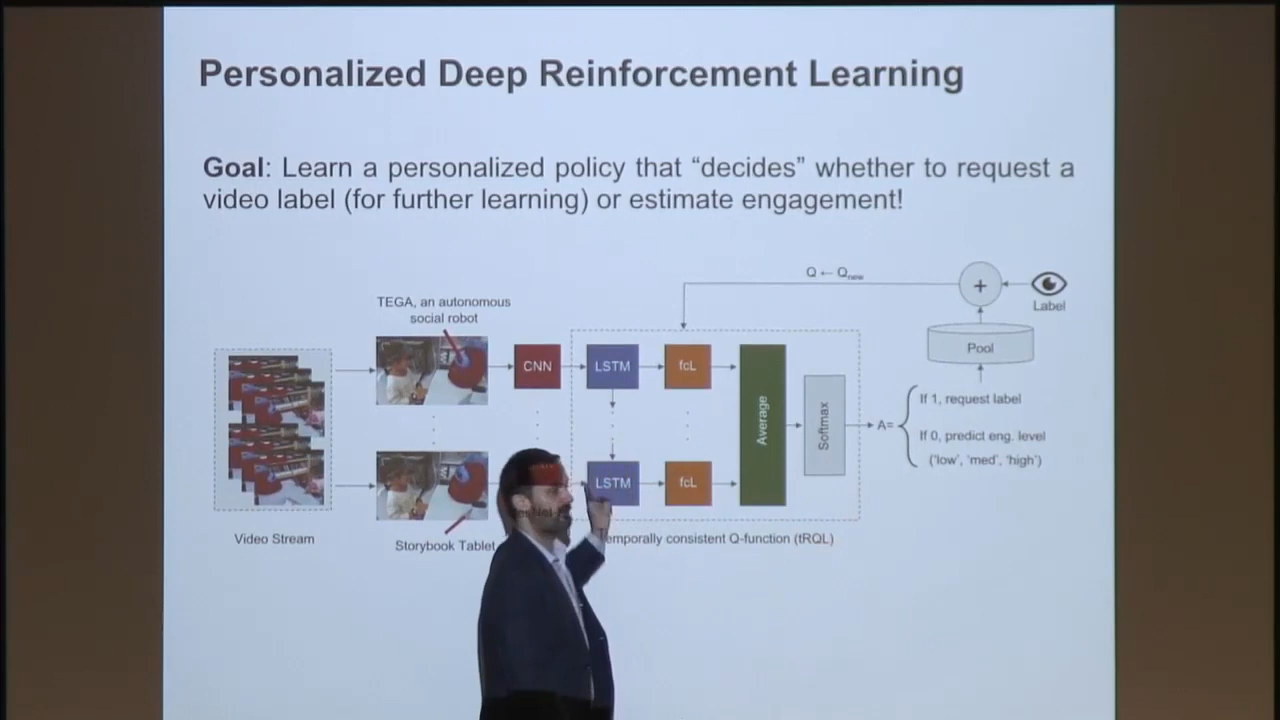 Personalized Deep Reinforcement Learning
Goal: Learn a personalized policy that “decides” whether to request a
video label (for further learning) or estimate engagement!
Q ← Qnew
+
Label
TEGA, an autonomous
social robot
Pool
CNN
LSTM
fcL
Average
Softmax
A=
If 1, request label
If 0, predict eng. level
('low', 'med', 'high')
LSTM
fcL
Video Stream
Storybook Tablet
emporally consistent Q-function (tRQL)